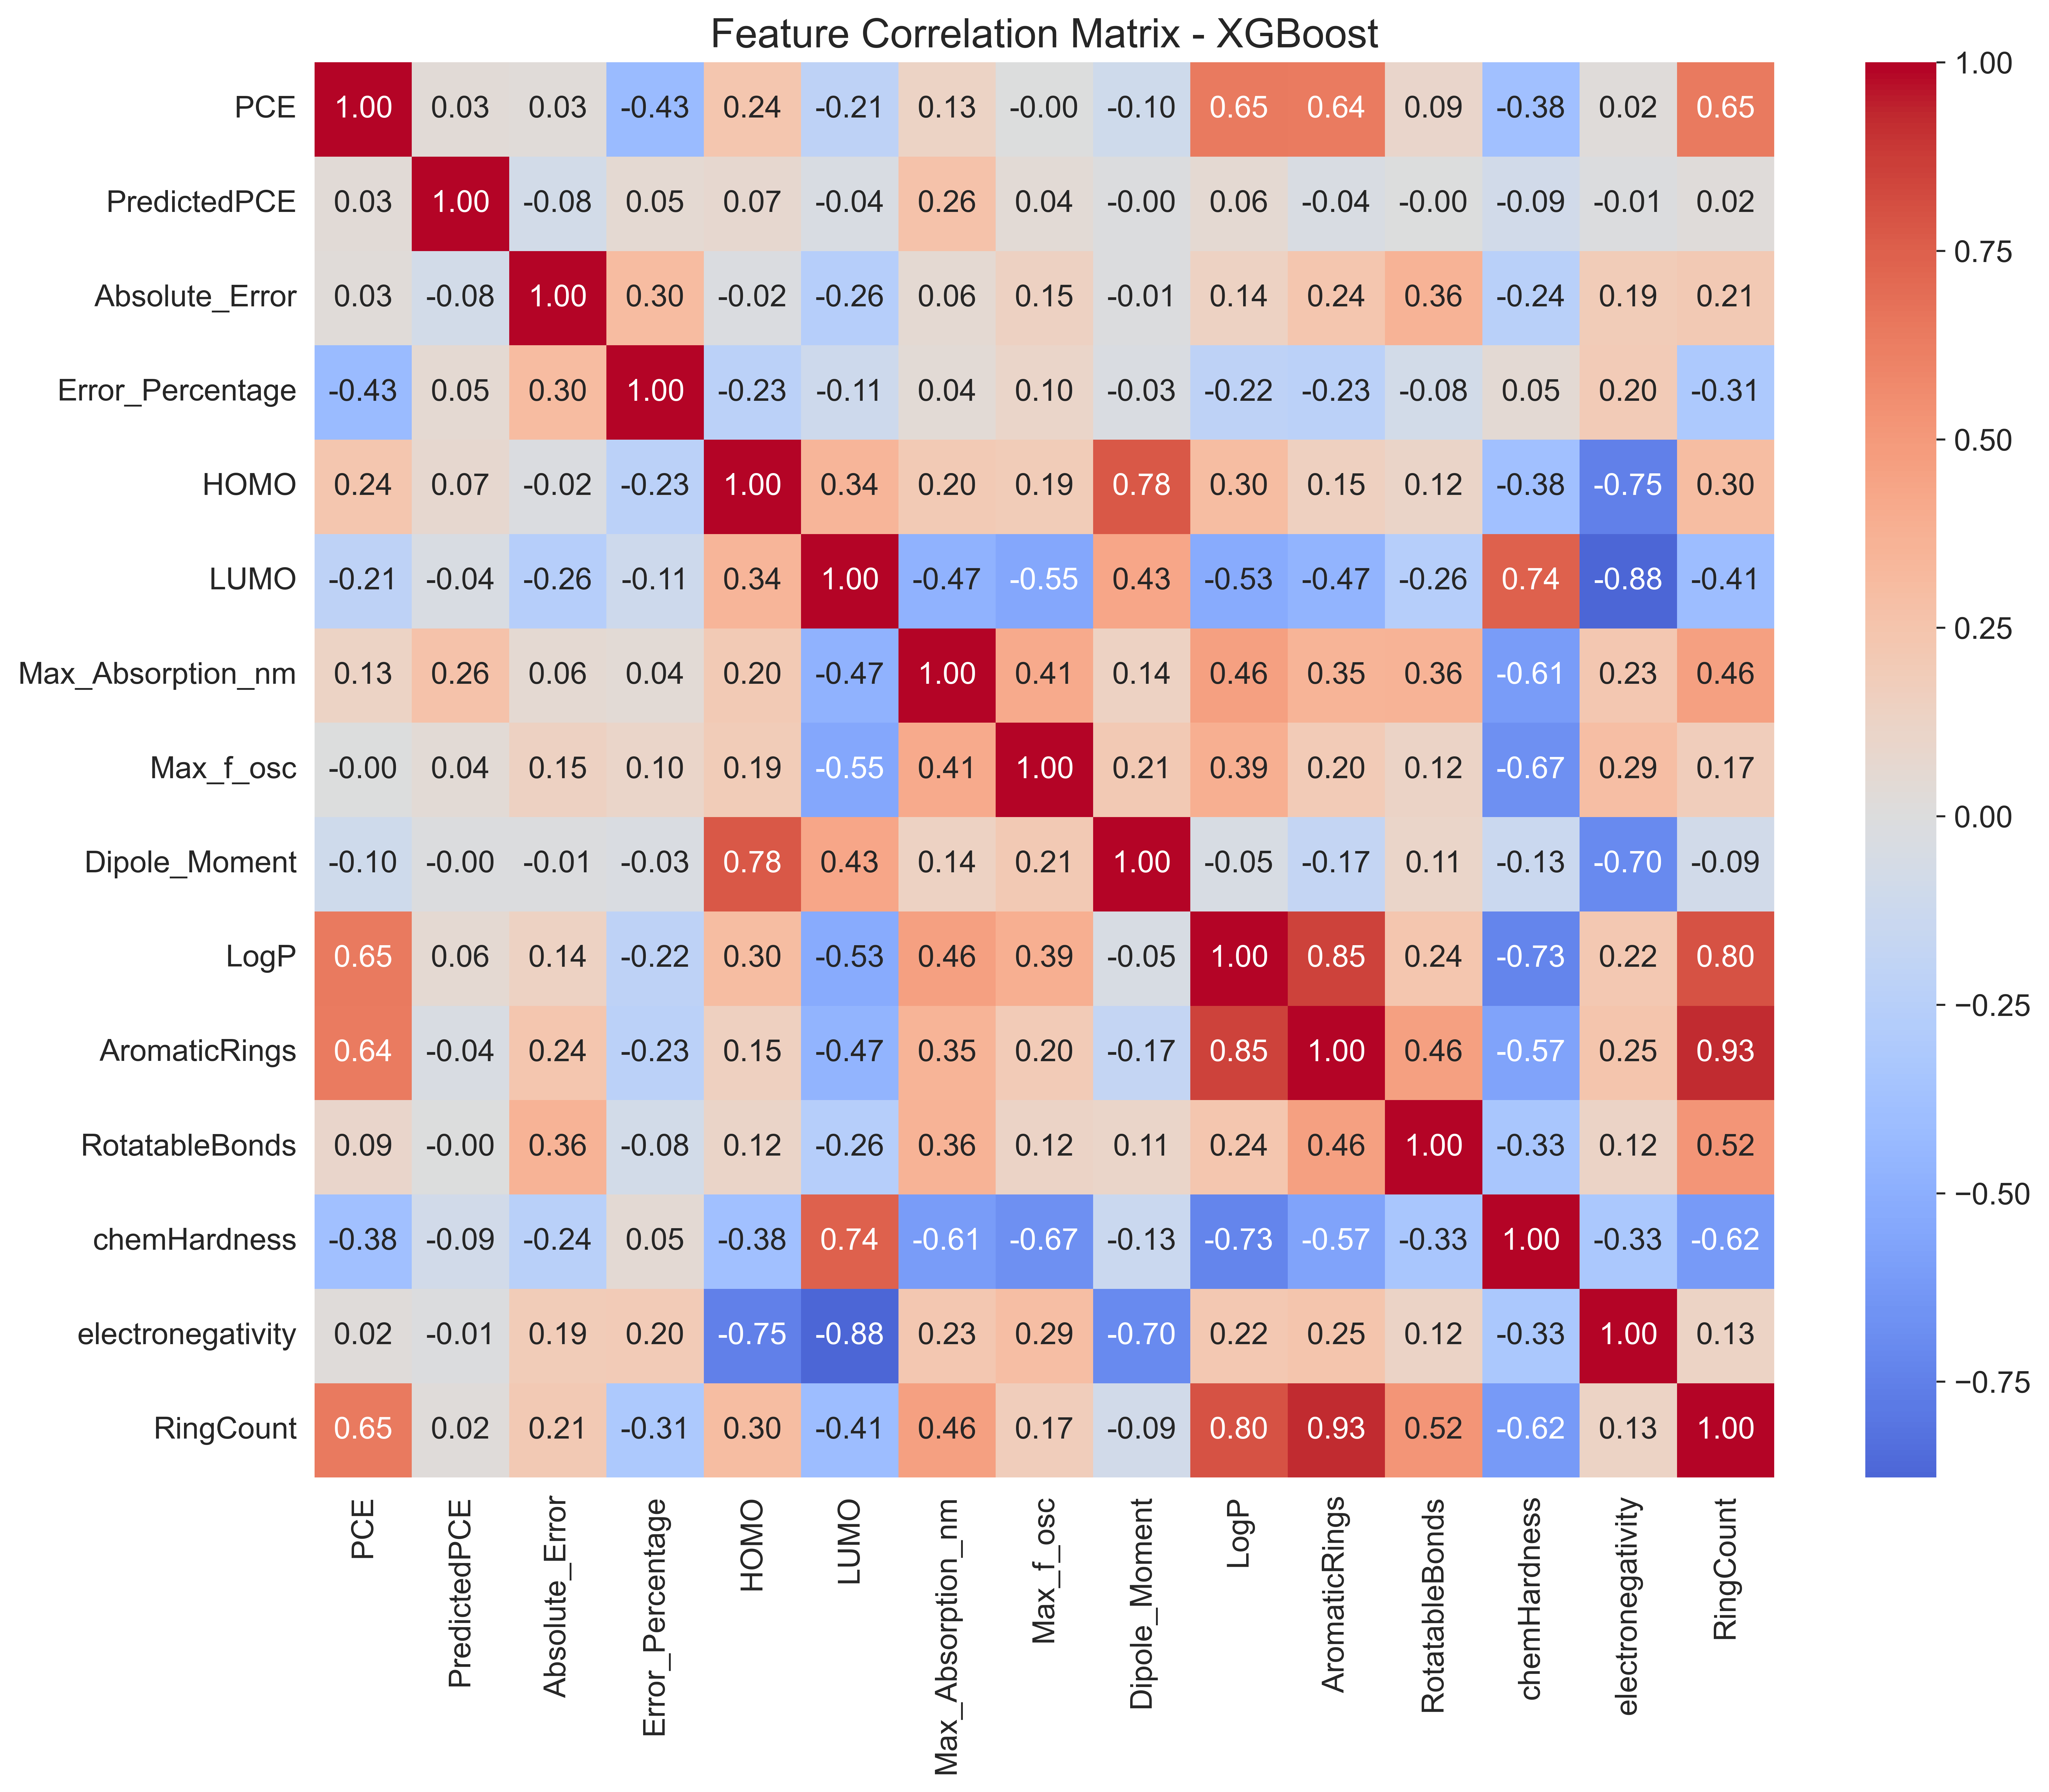 Feature Correlation Matrix - XGBoost
PCE 1.00 0.03 0.03 -0.43 0.24 -0.21 0.13 -0.00 -0.10 0.65 0.64 0.09 -0.38 0.02 0.65
PredictedPCE 0.03 1.00 -0.08 0.05 0.07 -0.04 0.26 0.04 -0.00 0.06 -0.04 -0.00 -0.09 -0.01 0.02
Absolute_Error 0.03 -0.08 1.00 0.30 -0.02 -0.26 0.06 0.15 -0.01 0.14 0.24 0.36 -0.24 0.19 0.21
Error_Percentage -0.43 0.05 0.30 1.00 -0.23 -0.11 0.04 0.10 -0.03 -0.22 -0.23 -0.08 0.05 0.20 -0.31
HOMO 0.24 0.07 -0.02 -0.23 1.00 0.34 0.20 0.19 0.78 0.30 0.15 0.12 -0.38 -0.75 0.30
LUMO -0.21 -0.04 -0.26 -0.11 0.34 1.00 -0.47 -0.55 0.43 -0.53 -0.47 -0.26 0.74 -0.88 -0.41
Max_Absorption_nm 0.13 0.26 0.06 0.04 0.20 -0.47 1.00 0.41 0.14 0.46 0.35 0.36 -0.61 0.23 0.46
Max_f_osc -0.00 0.04 0.15 0.10 0.19 -0.55 0.41 1.00 0.21 0.39 0.20 0.12 -0.67 0.29 0.17
Dipole_Moment -0.10 -0.00 -0.01 -0.03 0.78 0.43 0.14 0.21 1.00 -0.05 -0.17 0.11 -0.13 -0.70 -0.09
LogP 0.65 0.06 0.14 -0.22 0.30 -0.53 0.46 0.39 -0.05 1.00 0.85 0.24 -0.73 0.22 0.80
AromaticRings 0.64 -0.04 0.24 -0.23 0.15 -0.47 0.35 0.20 -0.17 0.85 1.00 0.46 -0.57 0.25 0.93
RotatableBonds 0.09 -0.00 0.36 -0.08 0.12 -0.26 0.36 0.12 0.11 0.24 0.46 1.00 -0.33 0.12 0.52
chemHardness -0.38 -0.09 -0.24 0.05 -0.38 0.74 -0.61 -0.67 -0.13 -0.73 -0.57 -0.33 1.00 -0.33 -0.62
electronegativity 0.02 -0.01 0.19 0.20 -0.75 -0.88 0.23 0.29 -0.70 0.22 0.25 0.12 -0.33 1.00 0.13
RingCount 0.65 0.02 0.21 -0.31 0.30 -0.41 0.46 0.17 -0.09 0.80 0.93 0.52 -0.62 0.13 1.00
PCE
PredictedPCE
Absolute_Error
Error_Percentage
HOMO
LUMO
Max_Absorption_nm
Max_f_osc
Dipole_Moment
LogP
AromaticRings
RotatableBonds
chemHardness
electronegativity
RingCount
1.00
0.75
0.50
0.25
0.00
−0.25
−0.50
−0.75